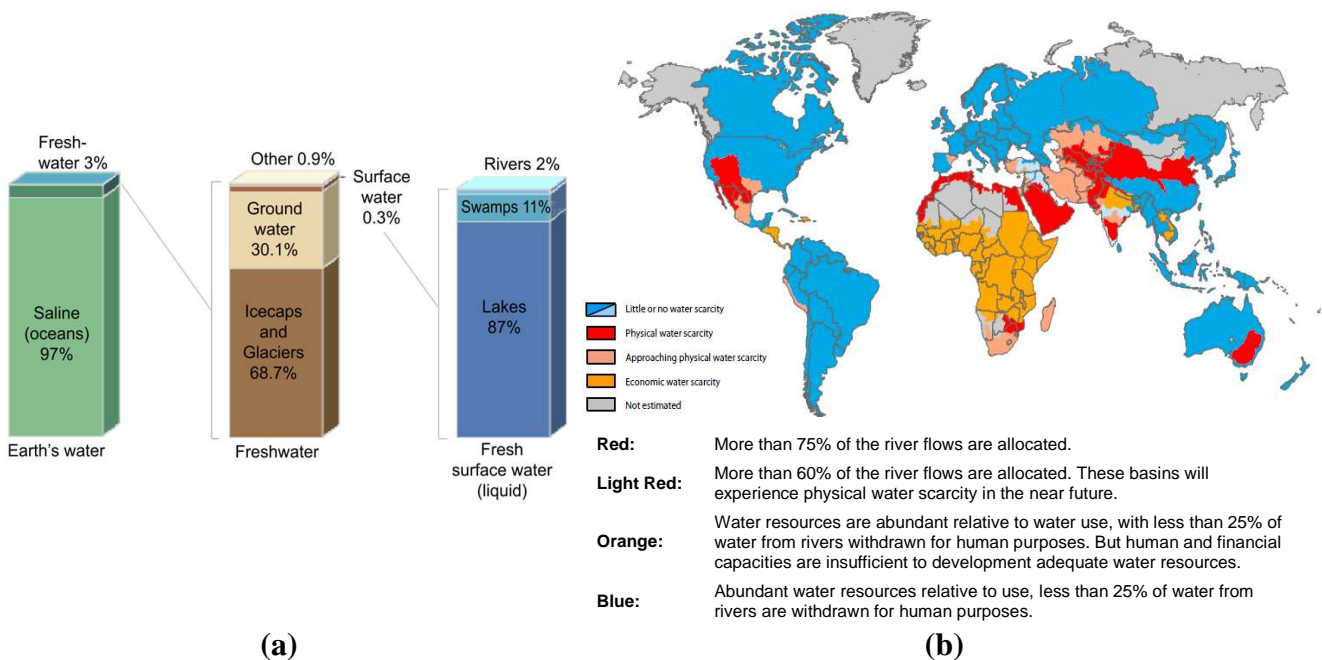 Fresh-
water 3%
Saline
(oceans)
97%
Earth's water
Other 0.9%
Ground
water
30.1%
Icecaps
and
Glaciers
68.7%
Freshwater
Surface
water
0.3%
Rivers 2%
Swamps 11%
Lakes
87%
Fresh
surface water
(liquid)
(a)
Little or no water scarcity
Physical water scarcity
Approaching physical water scarcity
Economic water scarcity
Not estimated
Red: More than 75% of the river flows are allocated.
Light Red: More than 60% of the river flows are allocated. These basins will
experience physical water scarcity in the near future.
Orange: Water resources are abundant relative to water use, with less than 25% of
water from rivers withdrawn for human purposes. But human and financial
capacities are insufficient to development adequate water resources.
Blue: Abundant water resources relative to use, less than 25% of water from
rivers are withdrawn for human purposes.
(b)